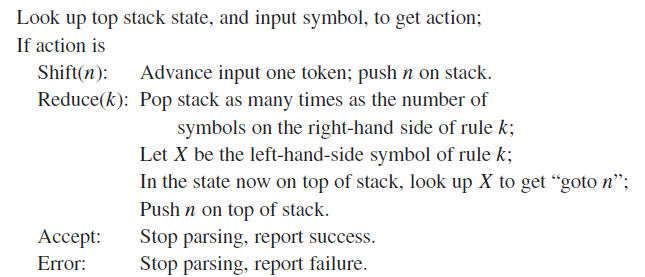 Look up top stack state, and input symbol, to get action;
If action is
Shift(n): Advance input one token; push n on stack.
Reduce(k): Pop stack as many times as the number of
symbols on the right-hand side of rule k;
Let X be the left-hand-side symbol of rule k;
In the state now on top of stack, look up X to get “goto n”;
Push n on top of stack.
Accept: Stop parsing, report success.
Error: Stop parsing, report failure.